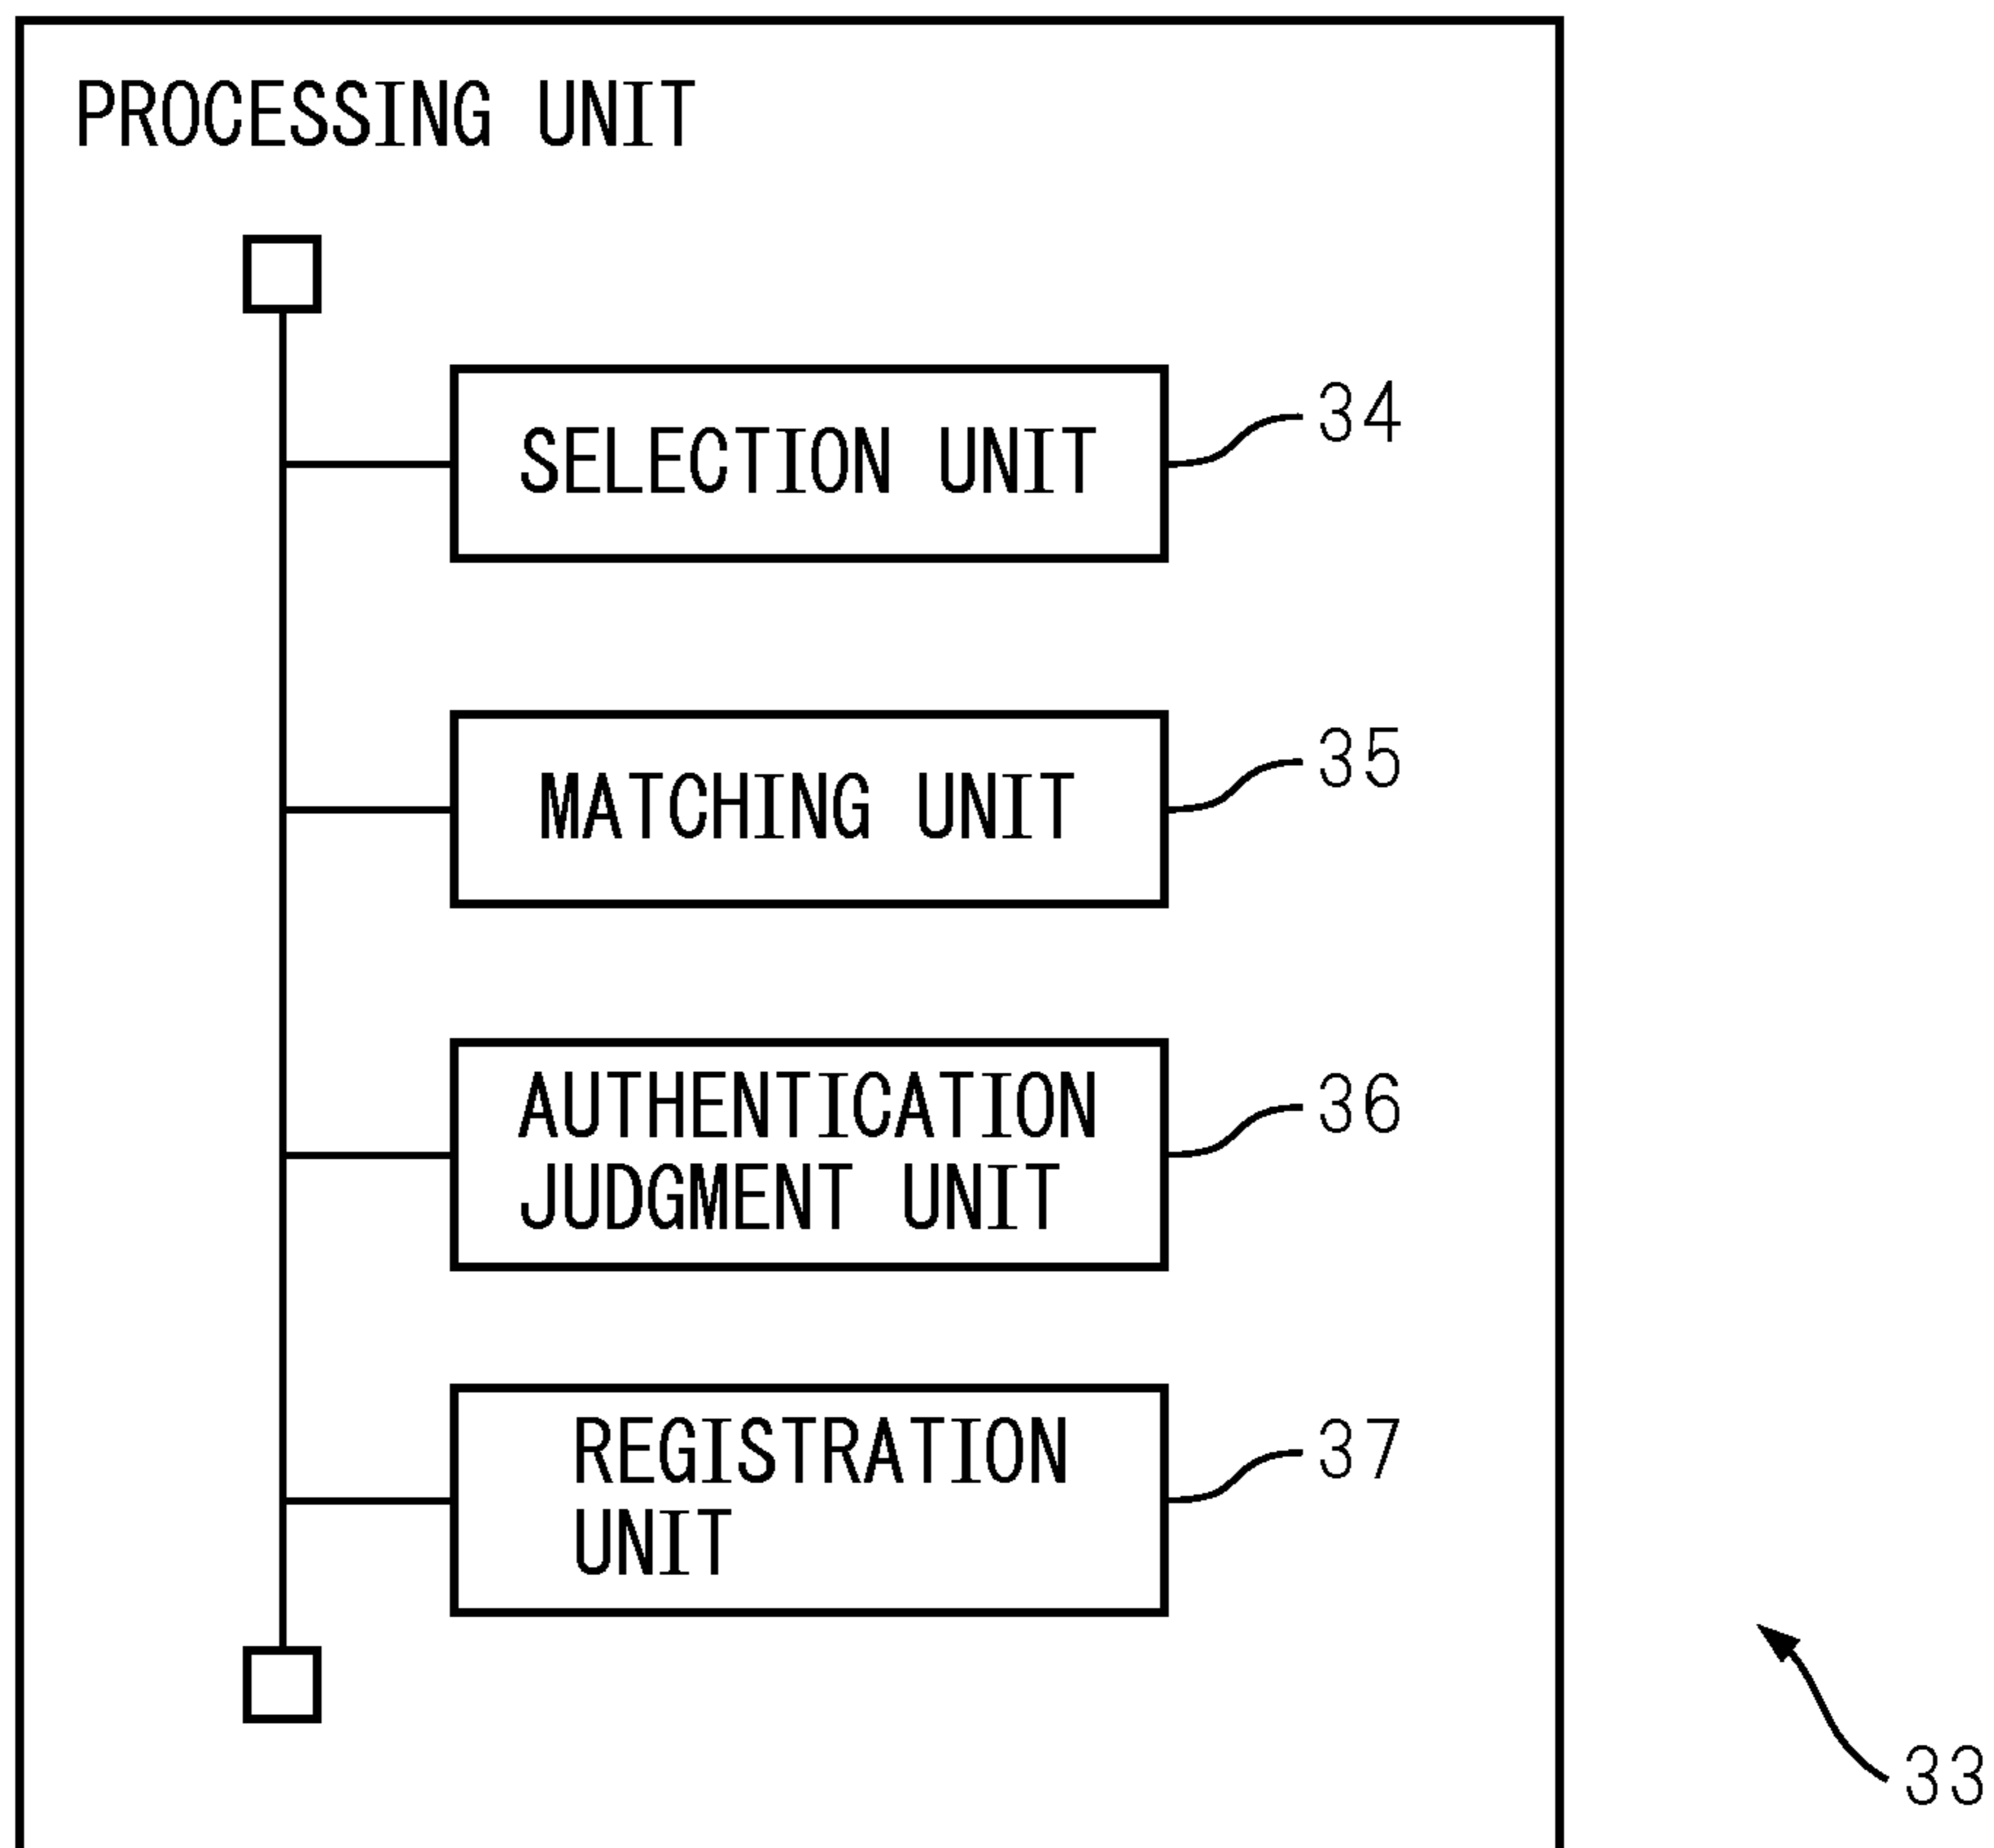 PROCESSING UNIT
SELECTION UNIT
34
MATCHING UNIT
35
AUTHENTICATION
JUDGMENT UNIT
36
REGISTRATION
UNIT
37
33